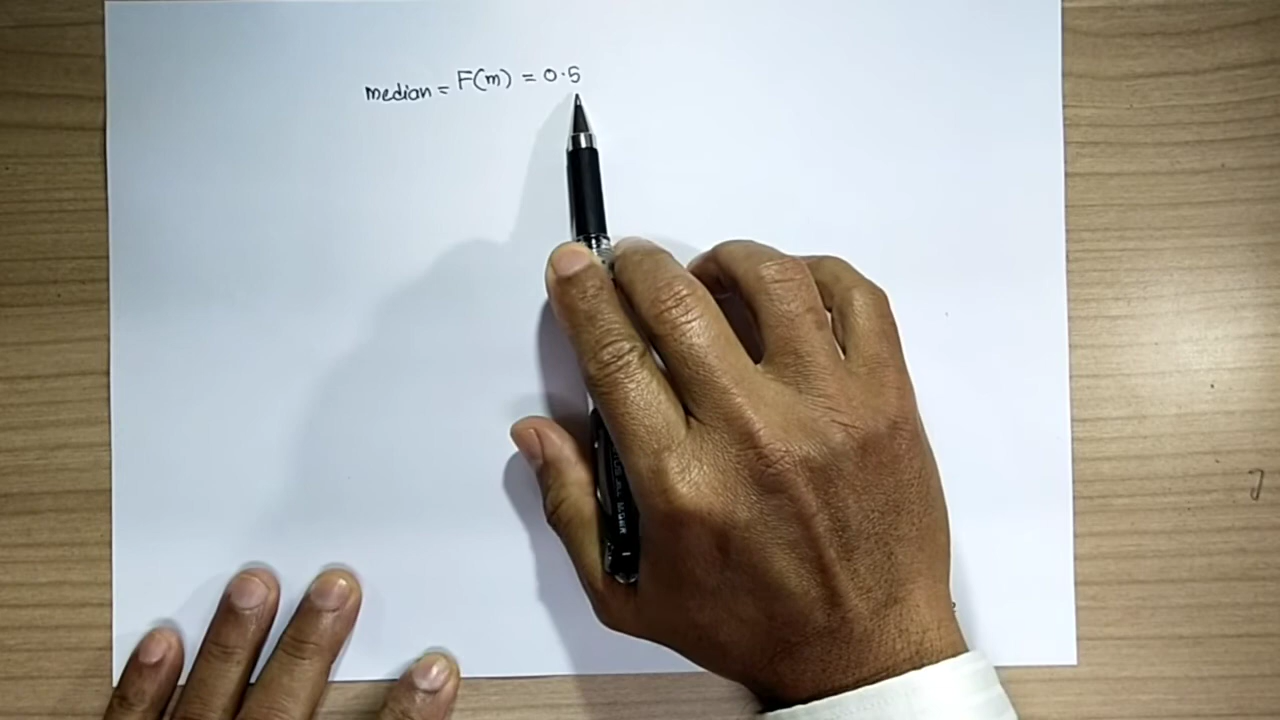 median = F(m) = 0.5